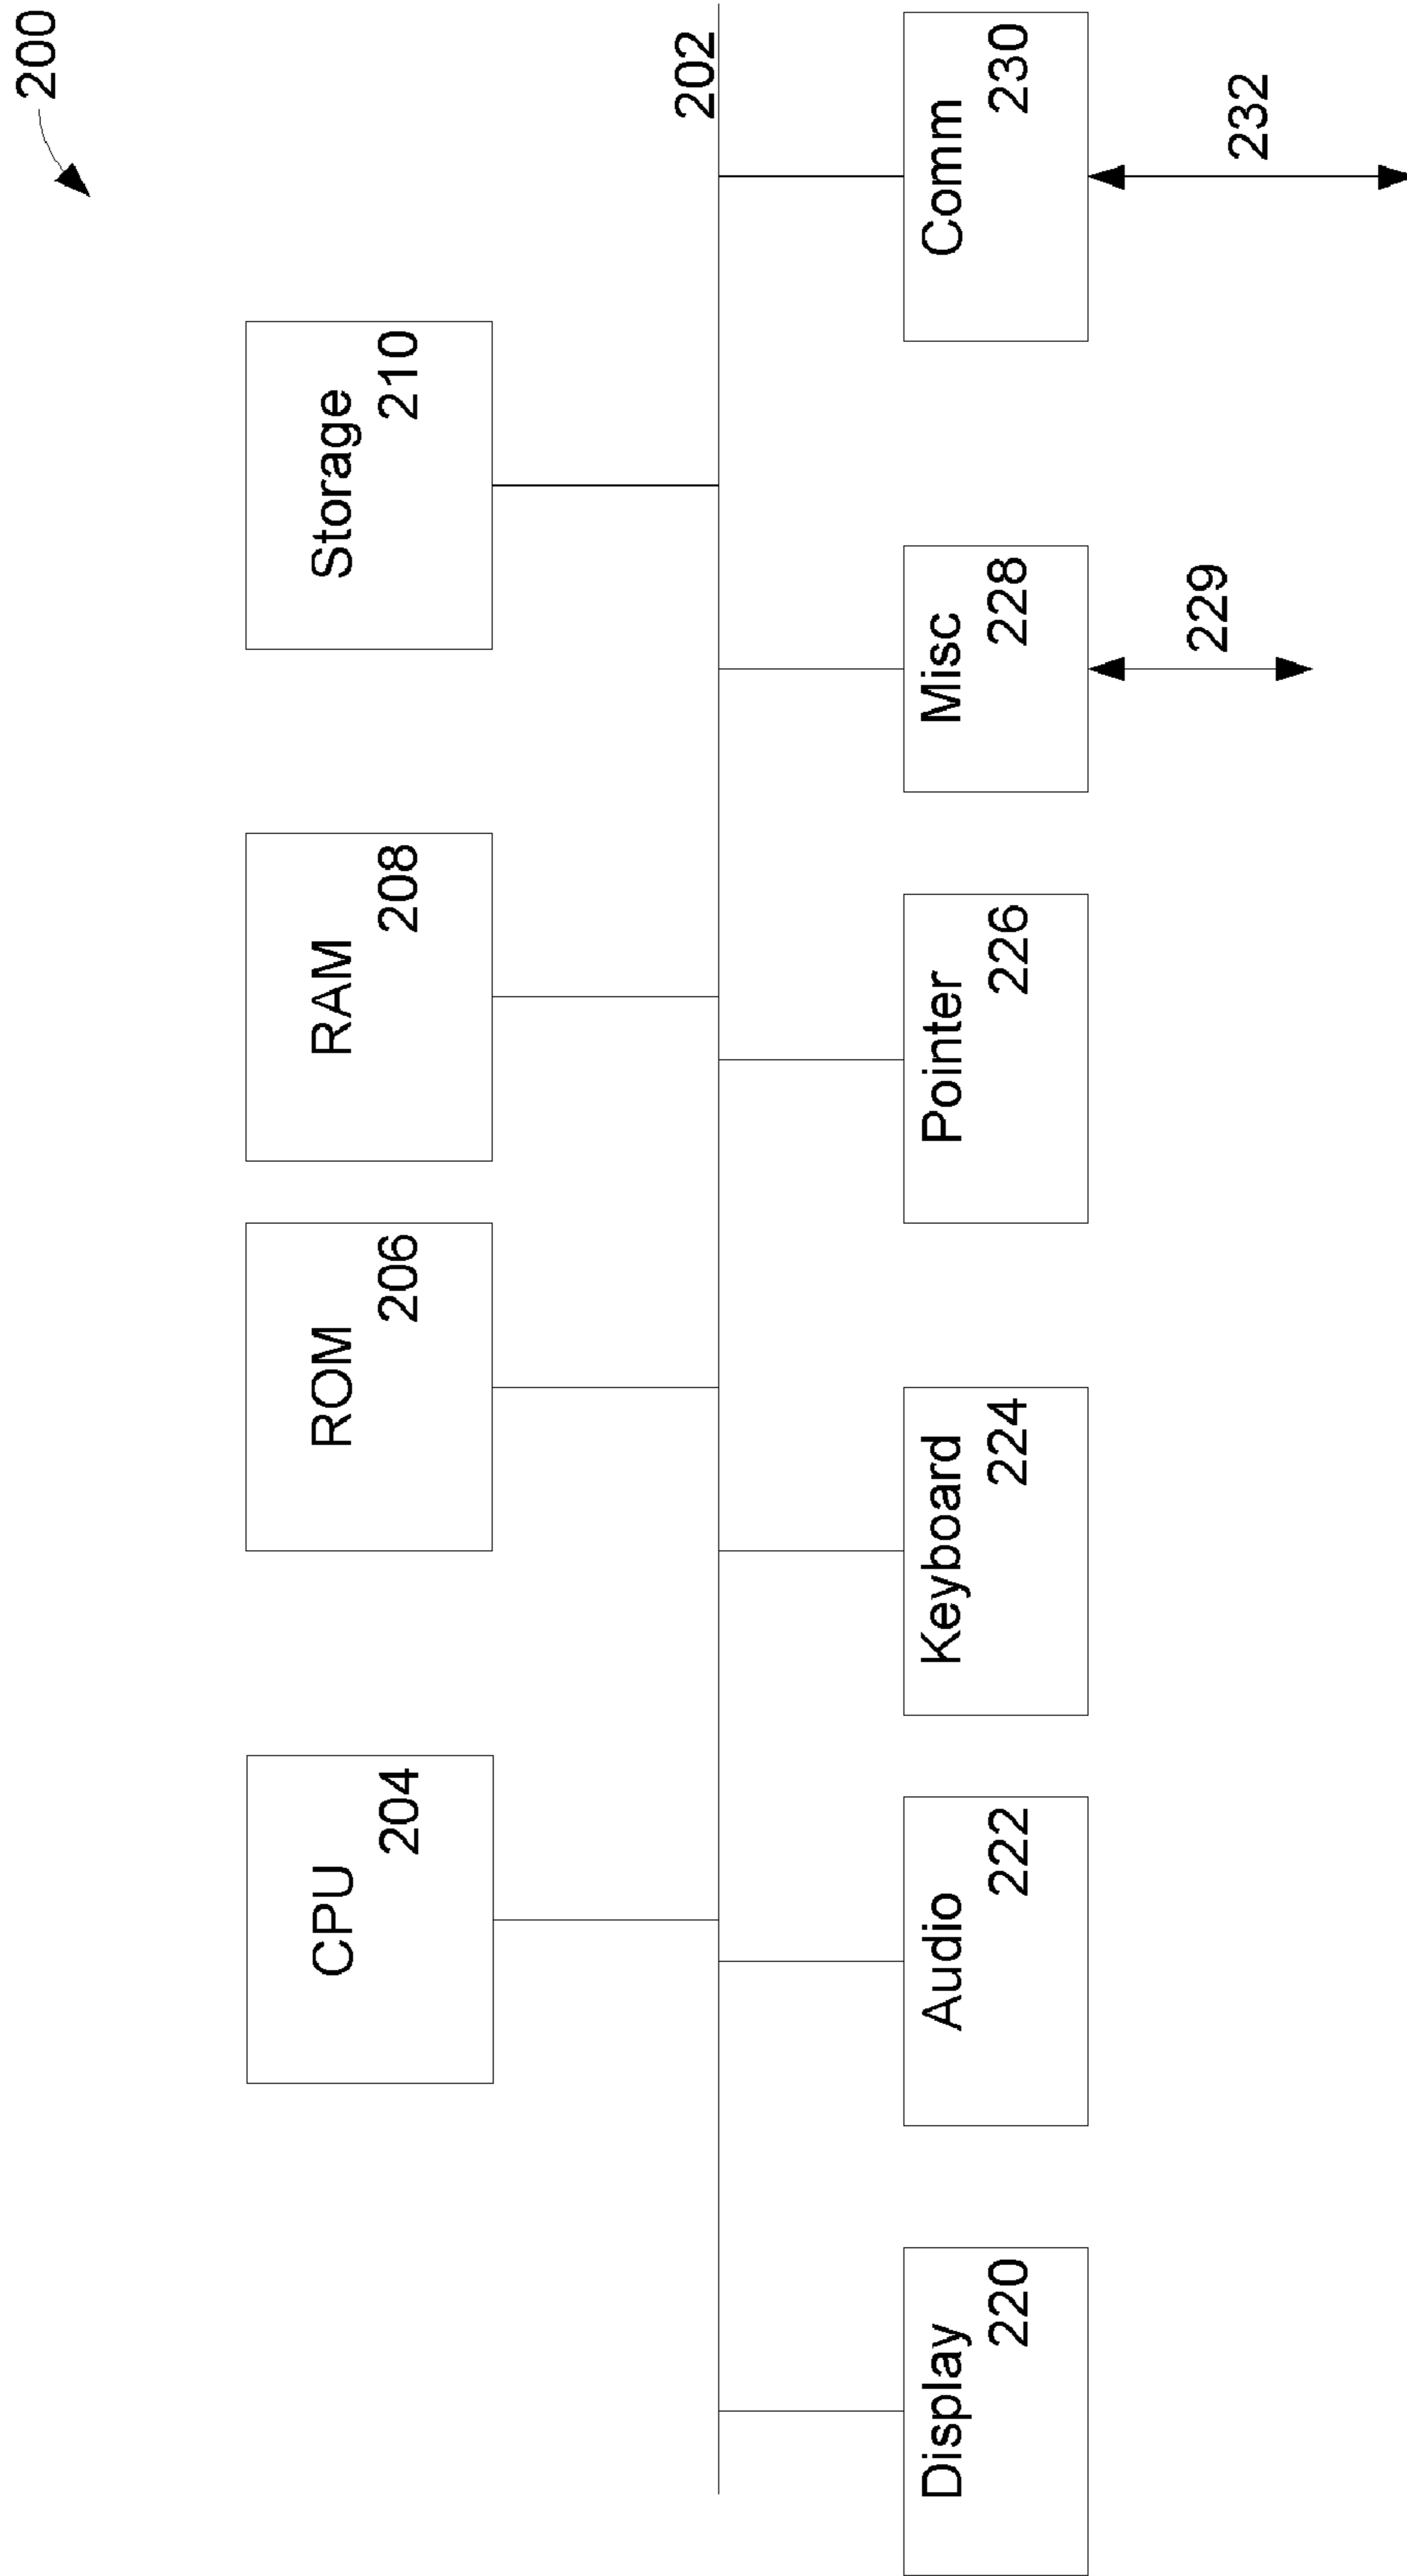 200
CPU
204
ROM
206
RAM
208
Storage
210
202
Display
220
Audio
222
Keyboard
224
Pointer
226
Misc
228
Comm
230
229
232